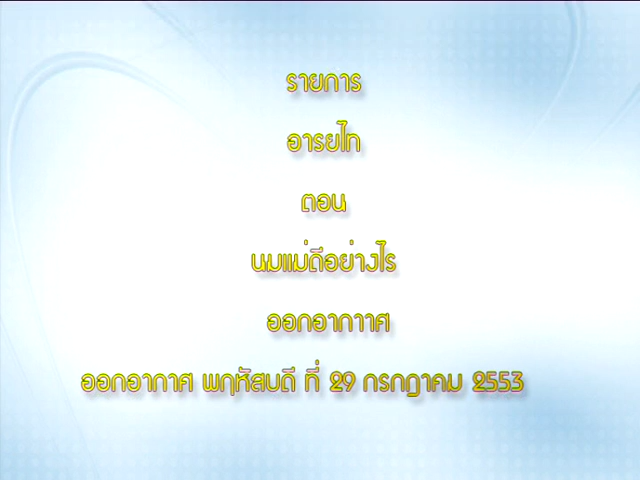 รายการ
อารยไท
ตอน
นมแม่ดีอย่างไร
ออกอากาาศ
ออกอากาศ พฤหัสบดี ที่ 29 กรกฎาคม 2553